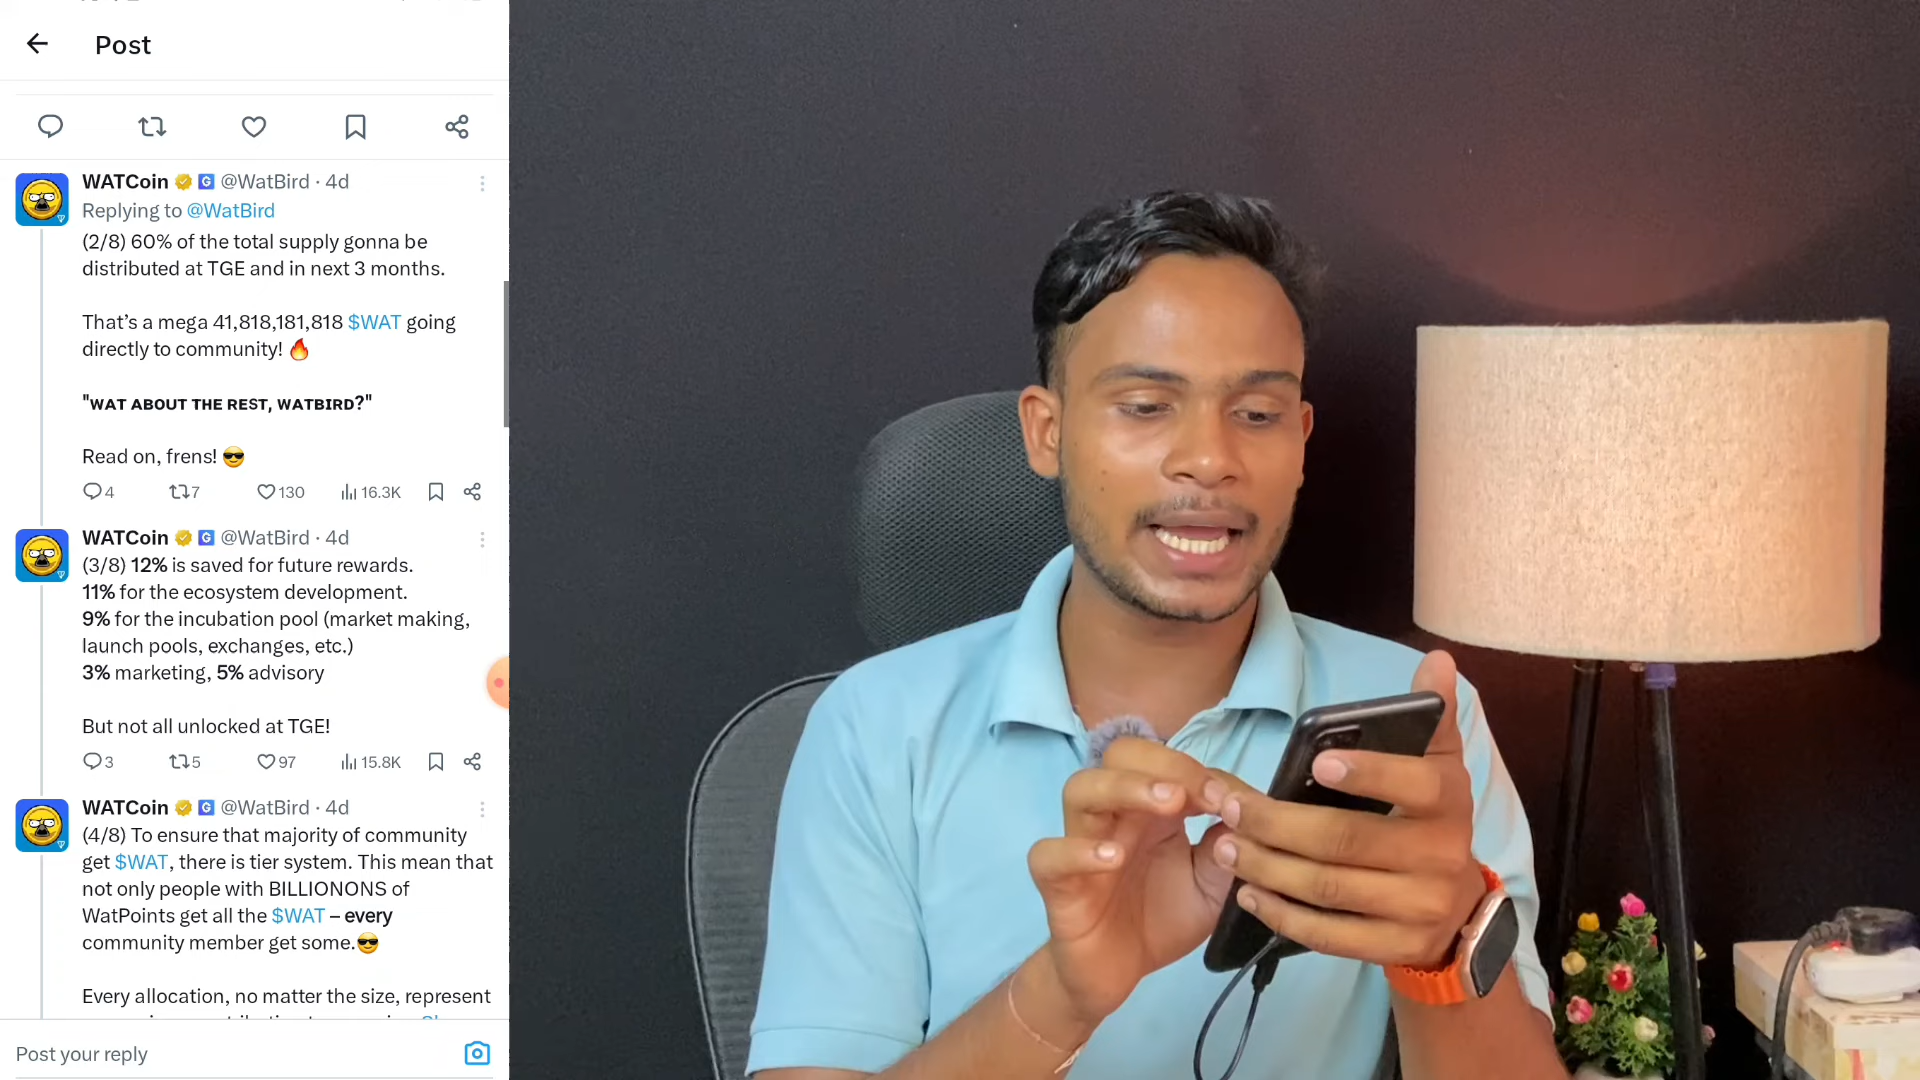 Post
WATCoin @WatBird · 4d
Replying to @WatBird
(2/8) 60% of the total supply gonna be
distributed at TGE and in next 3 months.
That’s a mega 41,818,181,818 $WAT going
directly to community! 🔥
"ᴡᴀᴛ ᴀʙᴏᴜᴛ ᴛʜᴇ ʀᴇsᴛ, ᴡᴀᴛʙɪʀᴅ?"
Read on, frens! 😎
4 7 130 16.3K
WATCoin @WatBird · 4d
(3/8) 12% is saved for future rewards.
11% for the ecosystem development.
9% for the incubation pool (market making,
launch pools, exchanges, etc.)
3% marketing, 5% advisory
But not all unlocked at TGE!
3 5 97 15.8K
WATCoin @WatBird · 4d
(4/8) To ensure that majority of community
get $WAT, there is tier system. This mean that
not only people with BILLIONONS of
WatPoints get all the $WAT – every
community member get some.😎
Every allocation, no matter the size, represent
Post your reply